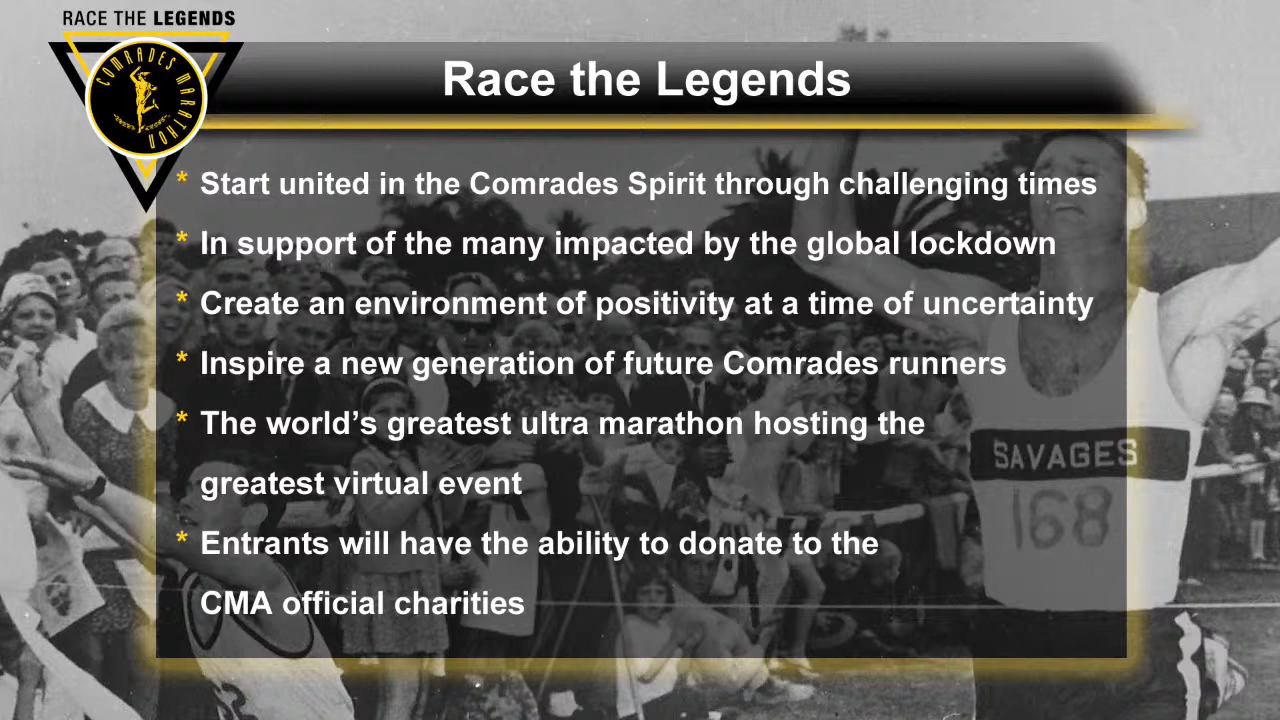 RACE THE LEGENDS
COMRADES MARATHON
Race the Legends
* Start united in the Comrades Spirit through challenging times
* In support of the many impacted by the global lockdown
* Create an environment of positivity at a time of uncertainty
* Inspire a new generation of future Comrades runners
* The world’s greatest ultra marathon hosting the
greatest virtual event
* Entrants will have the ability to donate to the
CMA official charities
SAVAGES
168